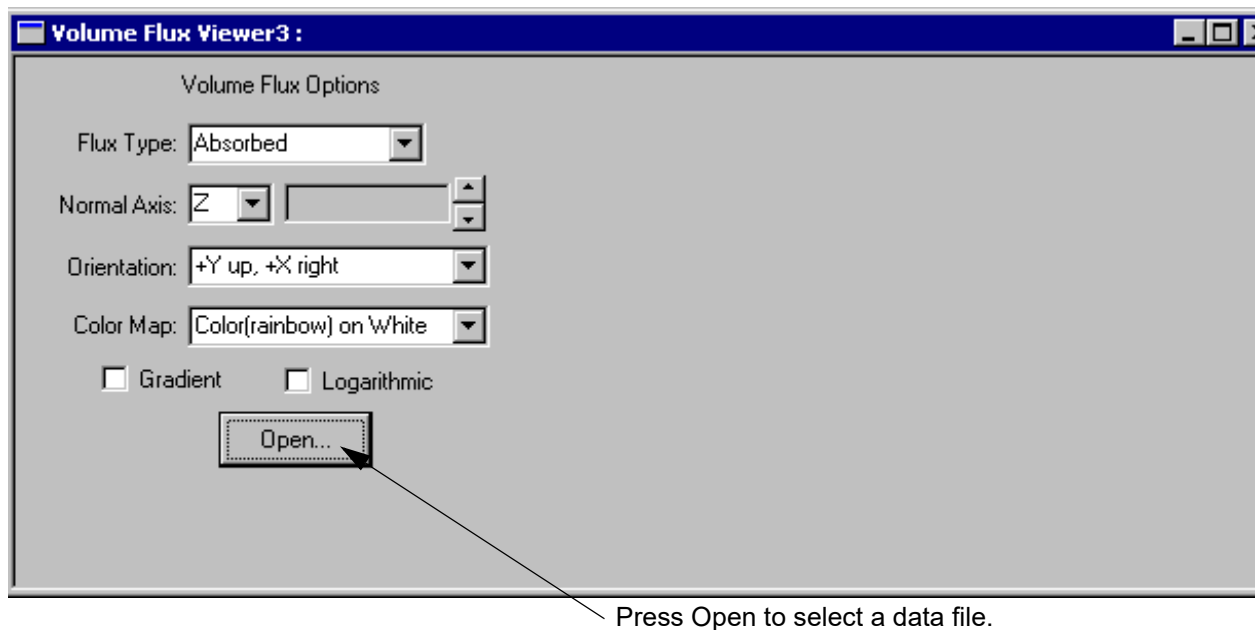 Volume Flux Viewer3 :
Volume Flux Options
Flux Type: Absorbed
Normal Axis: Z
Orientation: +Y up, +X right
Color Map: Color(rainbow) on White
Gradient Logarithmic
Open...
Press Open to select a data file.